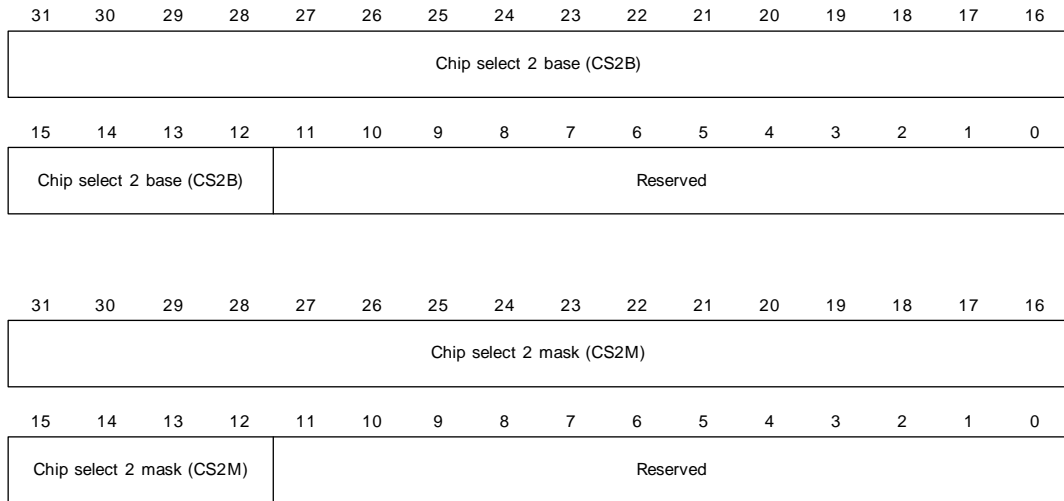 31 30 29 28 27 26 25 24 23 22 21 20 19 18 17 16
Chip select 2 base (CS2B)
15 14 13 12 11 10 9 8 7 6 5 4 3 2 1 0
Chip select 2 base (CS2B) Reserved
31 30 29 28 27 26 25 24 23 22 21 20 19 18 17 16
Chip select 2 mask (CS2M)
15 14 13 12 11 10 9 8 7 6 5 4 3 2 1 0
Chip select 2 mask (CS2M) Reserved